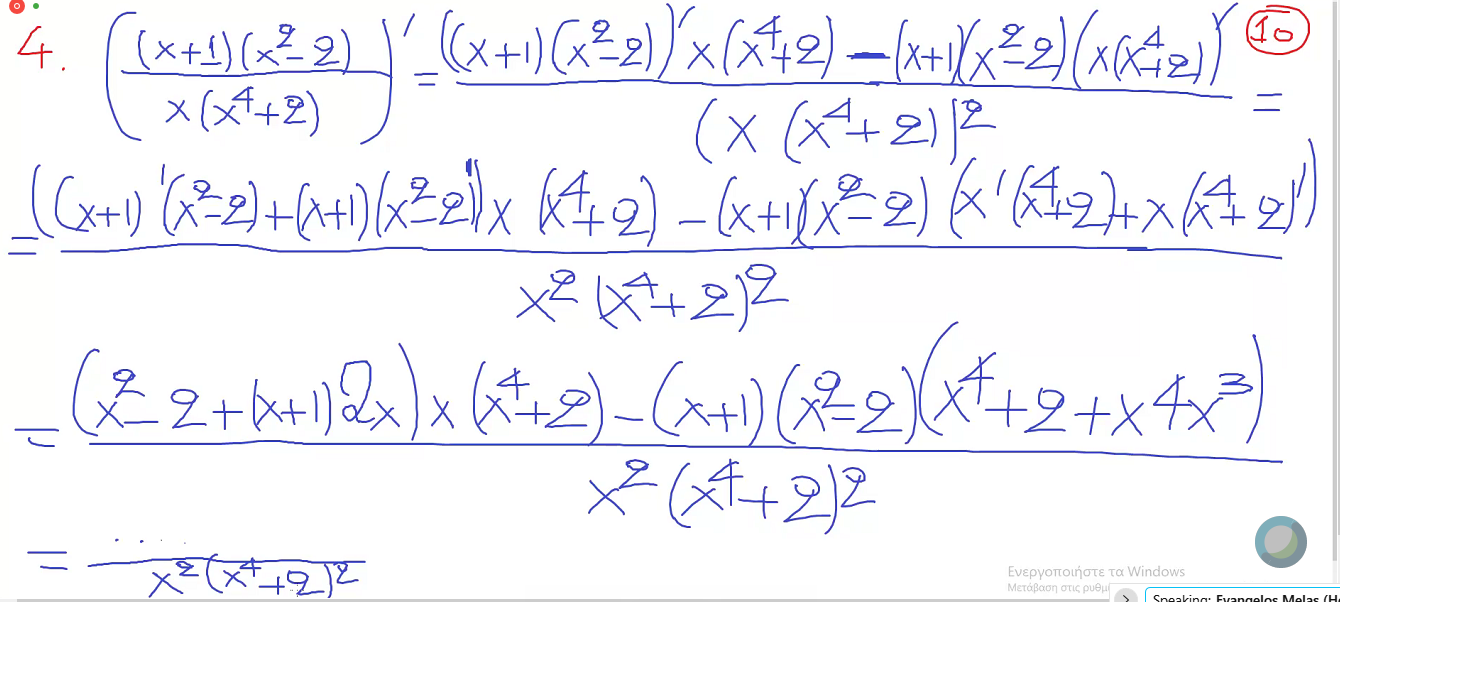 4. ((x+1)(x²-2) / x(x⁴+2))' = ((x+1)(x²-2))' x(x⁴+2) - (x+1)(x²-2)(x(x⁴+2))' / (x(x⁴+2))² = 10
= ((x+1)'(x²-2)+(x+1)(x²-2)')x(x⁴+2) - (x+1)(x²-2)(x'(x⁴+2)+x(x⁴+2)') / x²(x⁴+2)²
= (x²-2+(x+1)2x)x(x⁴+2)-(x+1)(x²-2)(x⁴+2+x4x³) / x²(x⁴+2)²
= .... / x²(x⁴+2)²
Ενεργοποιήστε τα Windows
Μετάβαση στις ρυθμί
Speaking: Evangelos Melas (H